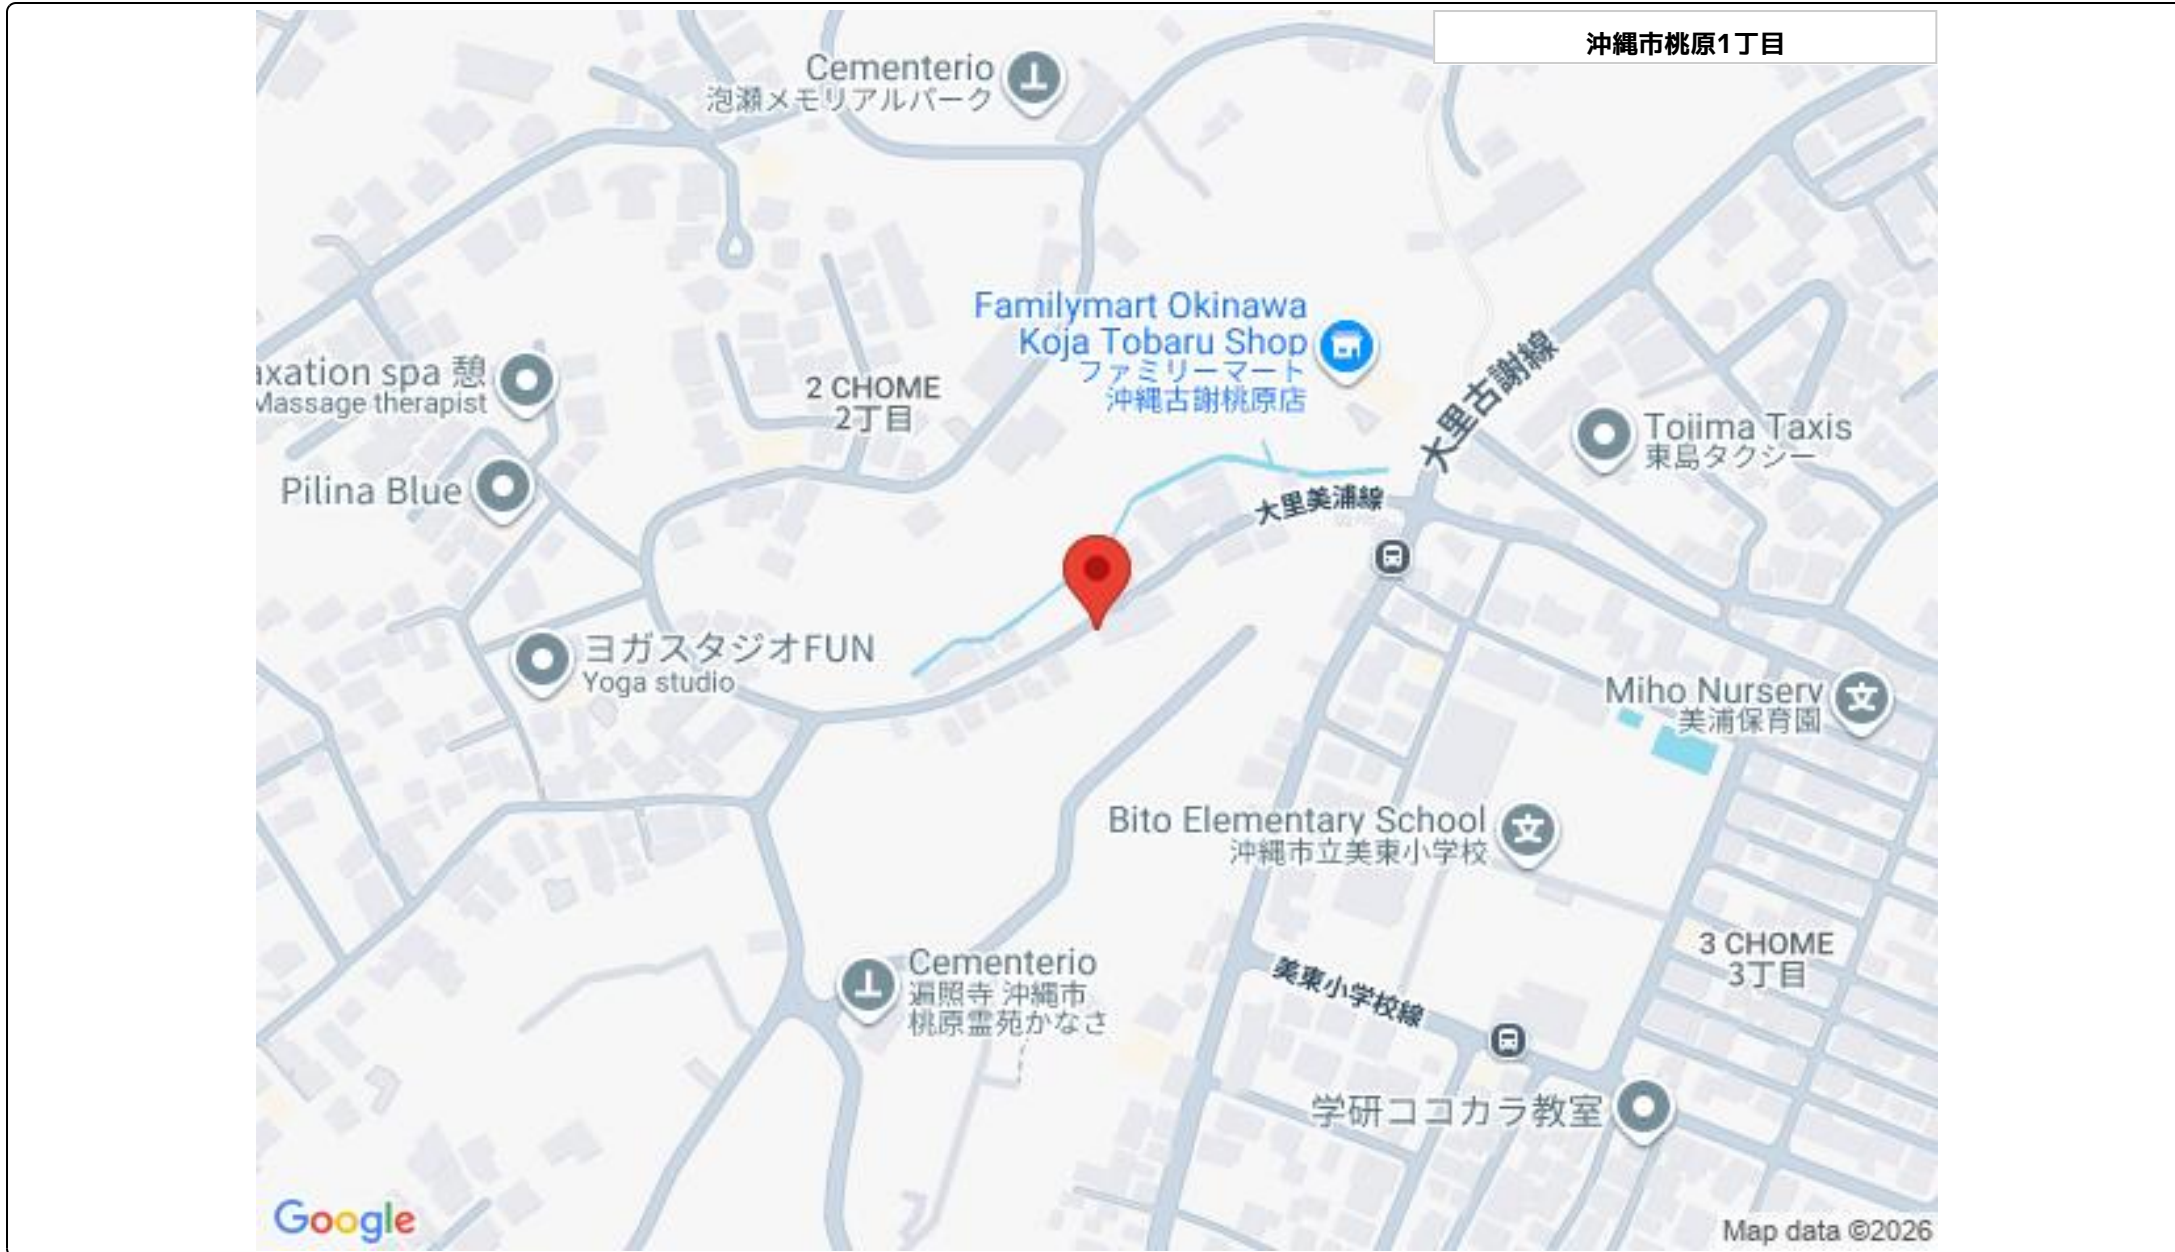 沖縄市桃原1丁目
Cementerio
泡瀬メモリアルパーク
Familymart Okinawa
Koja Tobaru Shop
ファミリーマート
沖縄古謝桃原店
大里古謝線
axation spa 憩
Massage therapist
2 CHOME
2丁目
Tojima Taxis
東島タクシー
Pilina Blue
大里美浦線
ヨガスタジオFUN
Yoga studio
Miho Nursery
美浦保育園
Bito Elementary School
沖縄市立美東小学校
3 CHOME
3丁目
Cementerio
遍照寺 沖縄市
桃原霊苑かなさ
美東小学校線
学研ココカラ教室
Google
Map data ©2026